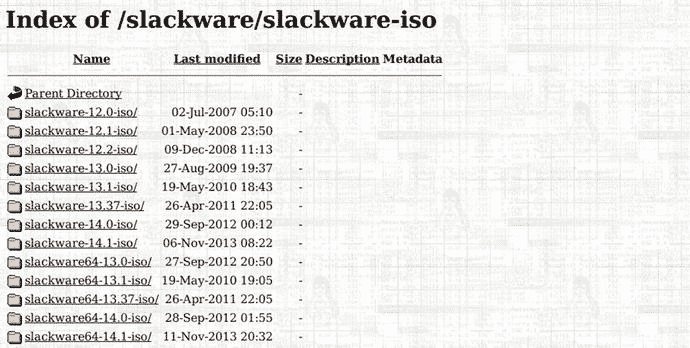 Index of /slackware/slackware-iso
Name Last modified Size Description Metadata
Parent Directory -
slackware-12.0-iso/ 02-Jul-2007 05:10 -
slackware-12.1-iso/ 01-May-2008 23:50 -
slackware-12.2-iso/ 09-Dec-2008 11:13 -
slackware-13.0-iso/ 27-Aug-2009 19:37 -
slackware-13.1-iso/ 19-May-2010 18:43 -
slackware-13.37-iso/ 26-Apr-2011 22:05 -
slackware-14.0-iso/ 29-Sep-2012 00:12 -
slackware-14.1-iso/ 06-Nov-2013 08:22 -
slackware64-13.0-iso/ 27-Sep-2012 20:50 -
slackware64-13.1-iso/ 19-May-2010 19:05 -
slackware64-13.37-iso/ 26-Apr-2011 22:05 -
slackware64-14.0-iso/ 28-Sep-2012 01:55 -
slackware64-14.1-iso/ 11-Nov-2013 20:32 -